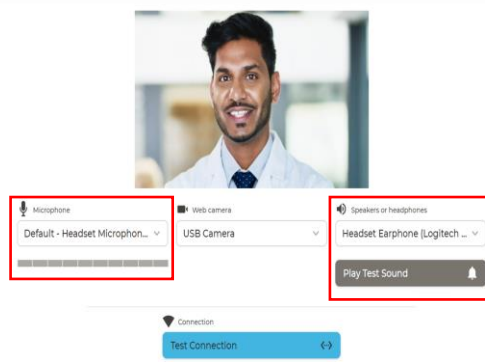 Microphone
Web camera
Speakers or headphones
Default - Headset Microphon...
USB Camera
Headset Earphone (Logitech ...
Play Test Sound
Connection
Test Connection